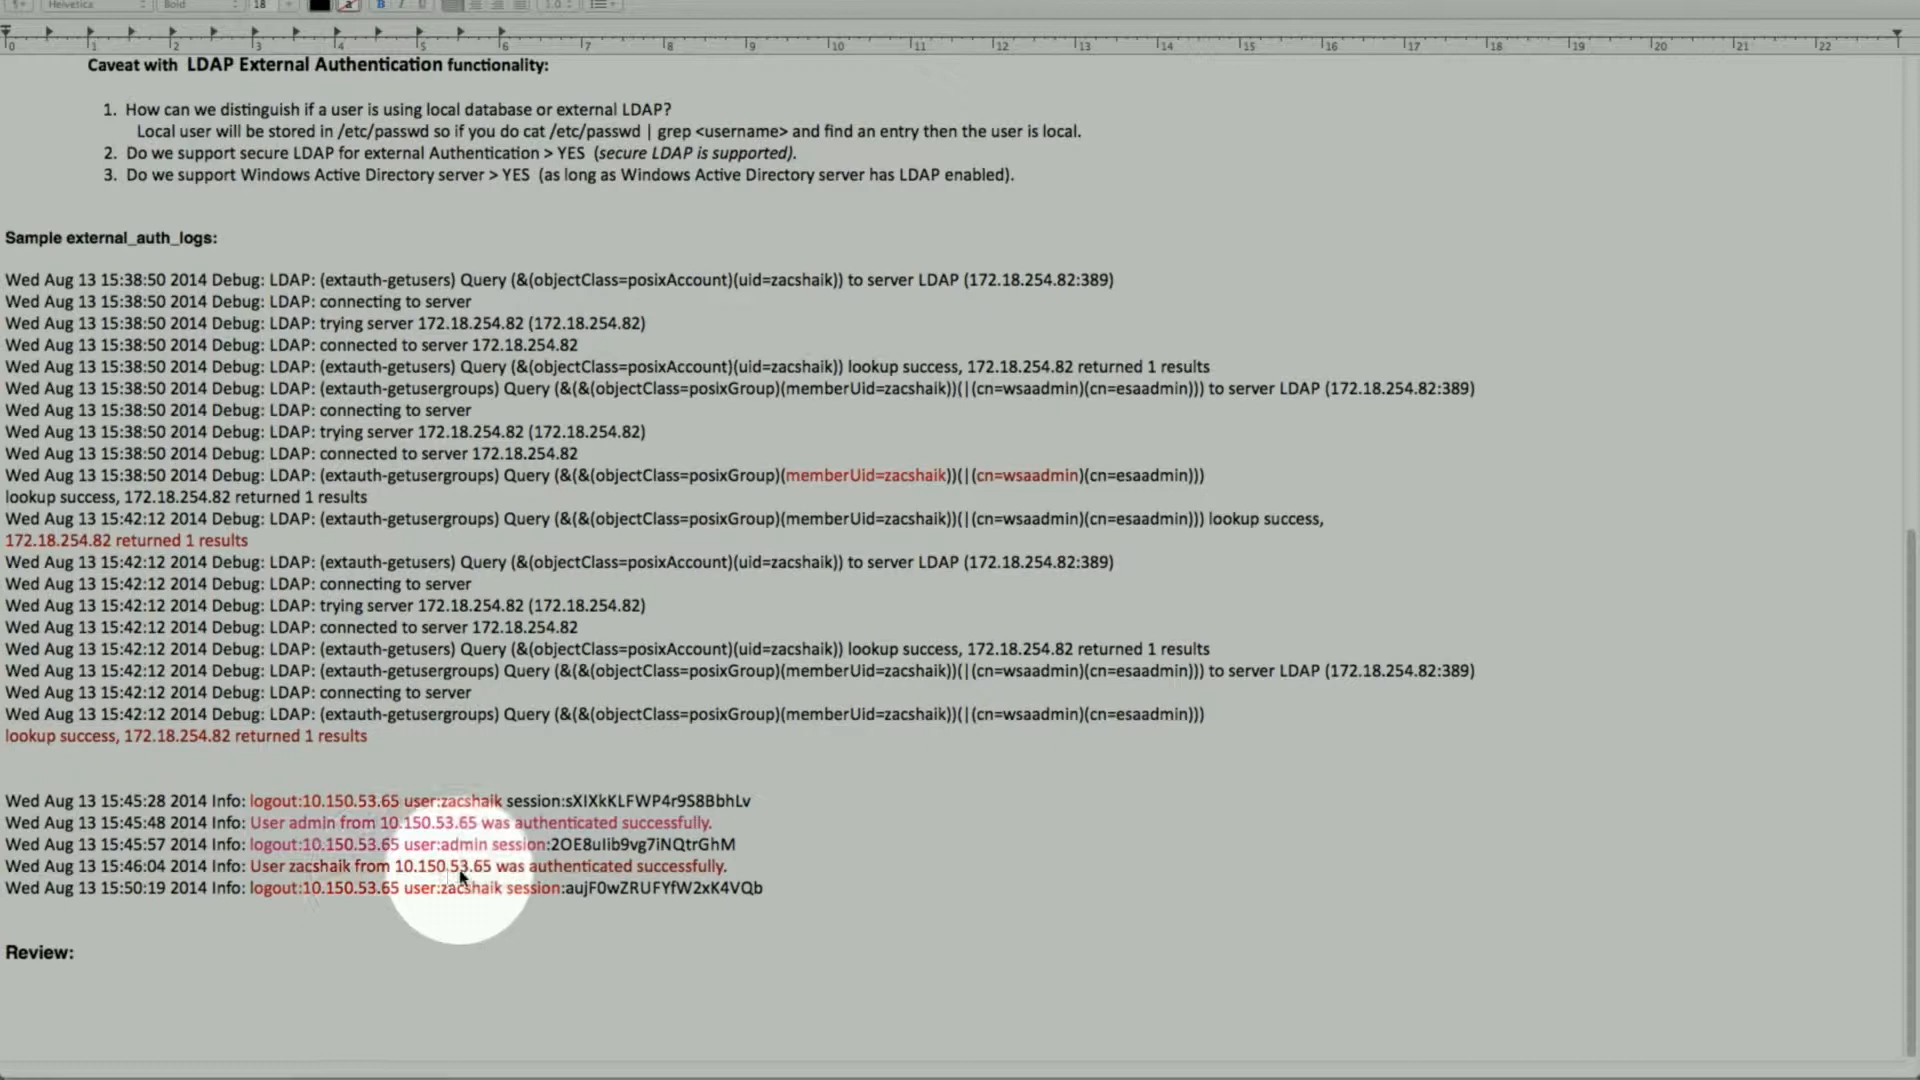 Helvetica Bold 18 a B I U 1.0
0 1 2 3 4 5 6 7 8 9 10 11 12 13 14 15 16 17 18 19 20 21 22
Caveat with LDAP External Authentication functionality:
1. How can we distinguish if a user is using local database or external LDAP?
Local user will be stored in /etc/passwd so if you do cat /etc/passwd | grep <username> and find an entry then the user is local.
2. Do we support secure LDAP for external Authentication > YES (secure LDAP is supported).
3. Do we support Windows Active Directory server > YES (as long as Windows Active Directory server has LDAP enabled).
Sample external_auth_logs:
Wed Aug 13 15:38:50 2014 Debug: LDAP: (extauth-getusers) Query (&(objectClass=posixAccount)(uid=zacshaik)) to server LDAP (172.18.254.82:389)
Wed Aug 13 15:38:50 2014 Debug: LDAP: connecting to server
Wed Aug 13 15:38:50 2014 Debug: LDAP: trying server 172.18.254.82 (172.18.254.82)
Wed Aug 13 15:38:50 2014 Debug: LDAP: connected to server 172.18.254.82
Wed Aug 13 15:38:50 2014 Debug: LDAP: (extauth-getusers) Query (&(objectClass=posixAccount)(uid=zacshaik)) lookup success, 172.18.254.82 returned 1 results
Wed Aug 13 15:38:50 2014 Debug: LDAP: (extauth-getusergroups) Query (&(&(objectClass=posixGroup)(memberUid=zacshaik))(|(cn=wsaadmin)(cn=esaadmin))) to server LDAP (172.18.254.82:389)
Wed Aug 13 15:38:50 2014 Debug: LDAP: connecting to server
Wed Aug 13 15:38:50 2014 Debug: LDAP: trying server 172.18.254.82 (172.18.254.82)
Wed Aug 13 15:38:50 2014 Debug: LDAP: connected to server 172.18.254.82
Wed Aug 13 15:38:50 2014 Debug: LDAP: (extauth-getusergroups) Query (&(&(objectClass=posixGroup)(memberUid=zacshaik))(|(cn=wsaadmin)(cn=esaadmin)))
lookup success, 172.18.254.82 returned 1 results
Wed Aug 13 15:42:12 2014 Debug: LDAP: (extauth-getusergroups) Query (&(&(objectClass=posixGroup)(memberUid=zacshaik))(|(cn=wsaadmin)(cn=esaadmin))) lookup success,
172.18.254.82 returned 1 results
Wed Aug 13 15:42:12 2014 Debug: LDAP: (extauth-getusers) Query (&(objectClass=posixAccount)(uid=zacshaik)) to server LDAP (172.18.254.82:389)
Wed Aug 13 15:42:12 2014 Debug: LDAP: connecting to server
Wed Aug 13 15:42:12 2014 Debug: LDAP: trying server 172.18.254.82 (172.18.254.82)
Wed Aug 13 15:42:12 2014 Debug: LDAP: connected to server 172.18.254.82
Wed Aug 13 15:42:12 2014 Debug: LDAP: (extauth-getusers) Query (&(objectClass=posixAccount)(uid=zacshaik)) lookup success, 172.18.254.82 returned 1 results
Wed Aug 13 15:42:12 2014 Debug: LDAP: (extauth-getusergroups) Query (&(&(objectClass=posixGroup)(memberUid=zacshaik))(|(cn=wsaadmin)(cn=esaadmin))) to server LDAP (172.18.254.82:389)
Wed Aug 13 15:42:12 2014 Debug: LDAP: connecting to server
Wed Aug 13 15:42:12 2014 Debug: LDAP: (extauth-getusergroups) Query (&(&(objectClass=posixGroup)(memberUid=zacshaik))(|(cn=wsaadmin)(cn=esaadmin)))
lookup success, 172.18.254.82 returned 1 results
Wed Aug 13 15:45:28 2014 Info: logout:10.150.53.65 user:zacshaik session:sXIXkKLFWP4r9S8BbhLv
Wed Aug 13 15:45:48 2014 Info: User admin from 10.150.53.65 was authenticated successfully.
Wed Aug 13 15:45:57 2014 Info: logout:10.150.53.65 user:admin session:2OE8uIib9vg7iNQtrGhM
Wed Aug 13 15:46:04 2014 Info: User zacshaik from 10.150.53.65 was authenticated successfully.
Wed Aug 13 15:50:19 2014 Info: logout:10.150.53.65 user:zacshaik session:aujF0wZRUFYfW2xK4VQb
Review: